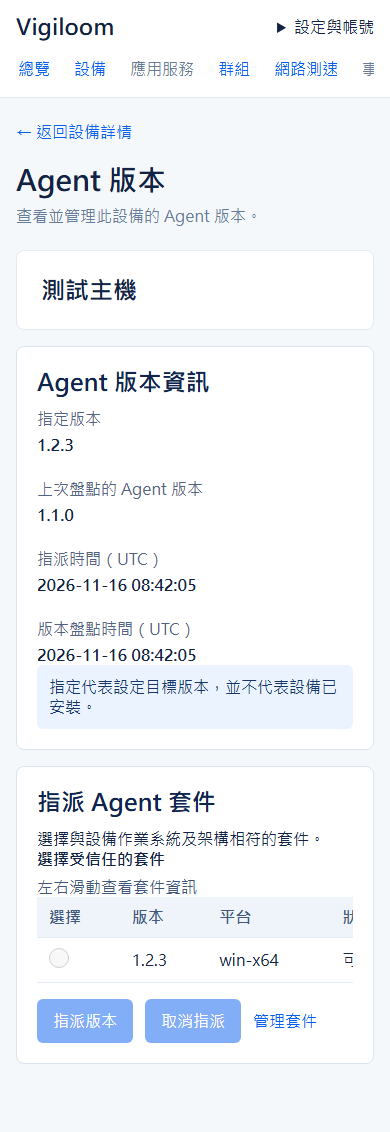 Vigiloom
▶ 設定與帳號
總覽 設備 應用服務 群組 網路測速
← 返回設備詳情
Agent 版本
查看並管理此設備的 Agent 版本。
測試主機
Agent 版本資訊
指定版本
1.2.3
上次盤點的 Agent 版本
1.1.0
指派時間（UTC）
2026-11-16 08:42:05
版本盤點時間（UTC）
2026-11-16 08:42:05
指定代表設定目標版本，並不代表設備已
安裝。
指派 Agent 套件
選擇與設備作業系統及架構相符的套件。
選擇受信任的套件
左右滑動查看套件資訊
選擇 版本 平台
1.2.3 win-x64
指派版本 取消指派 管理套件